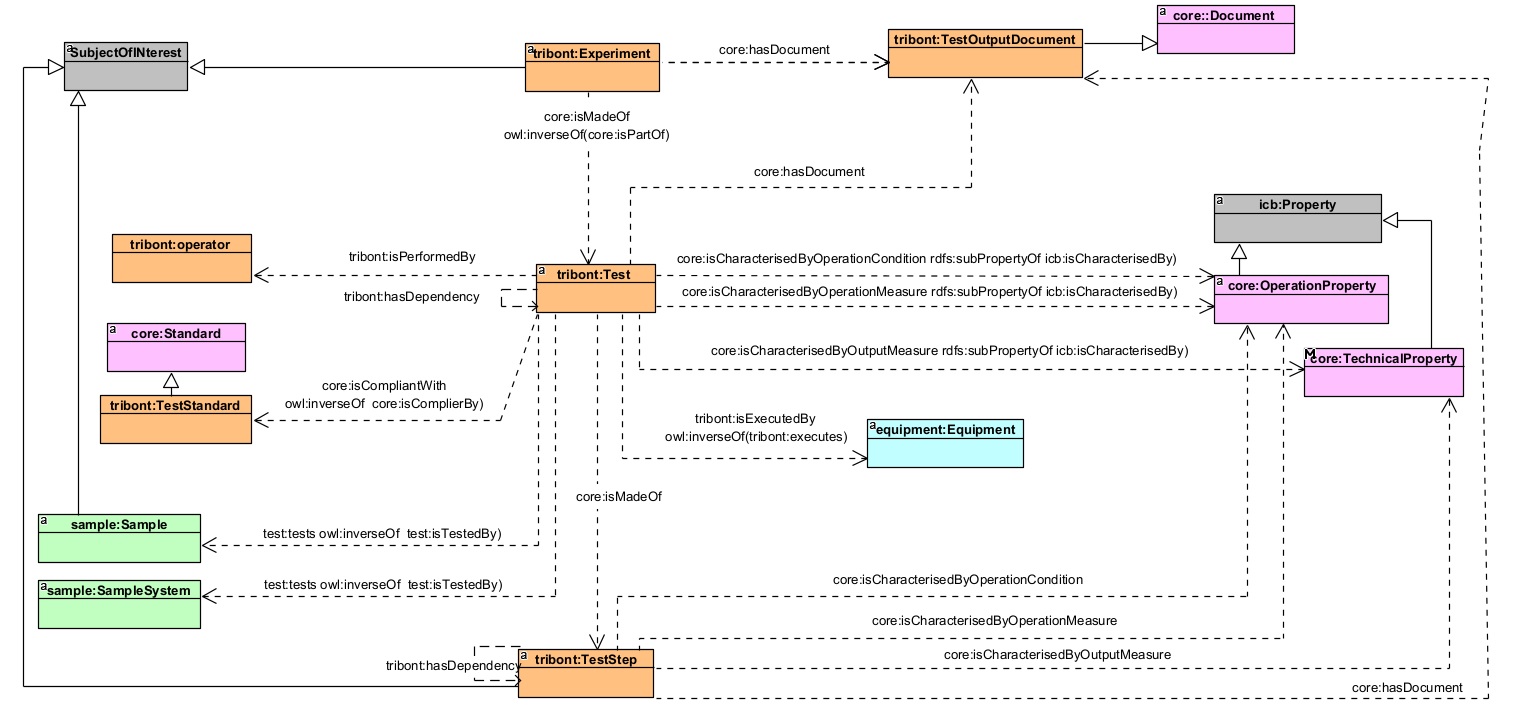 a
core::Document
a
SubjectOfINterest
a
tribont:Experiment
core:hasDocument
tribont:TestOutputDocument
core:isMadeOf
owl:inverseOf(core:isPartOf)
core:hasDocument
a
icb:Property
tribont:operator
tribont:isPerformedBy
a
tribont:Test
core:isCharacterisedByOperationCondition rdfs:subPropertyOf icb:isCharacterisedBy)
a
core:OperationProperty
tribont:hasDependency
core:isCharacterisedByOperationMeasure rdfs:subPropertyOf icb:isCharacterisedBy)
a
core:Standard
core:isCharacterisedByOutputMeasure rdfs:subPropertyOf icb:isCharacterisedBy)
M
core:TechnicalProperty
core:isCompliantWith
owl:inverseOf  core:isComplierBy)
tribont:TestStandard
tribont:isExecutedBy
owl:inverseOf(tribont:executes)
a
equipment:Equipment
core:isMadeOf
a
sample:Sample
test:tests owl:inverseOf  test:isTestedBy)
a
sample:SampleSystem
test:tests owl:inverseOf  test:isTestedBy)
core:isCharacterisedByOperationCondition
core:isCharacterisedByOperationMeasure
tribont:hasDependency
a
tribont:TestStep
core:isCharacterisedByOutputMeasure
core:hasDocument